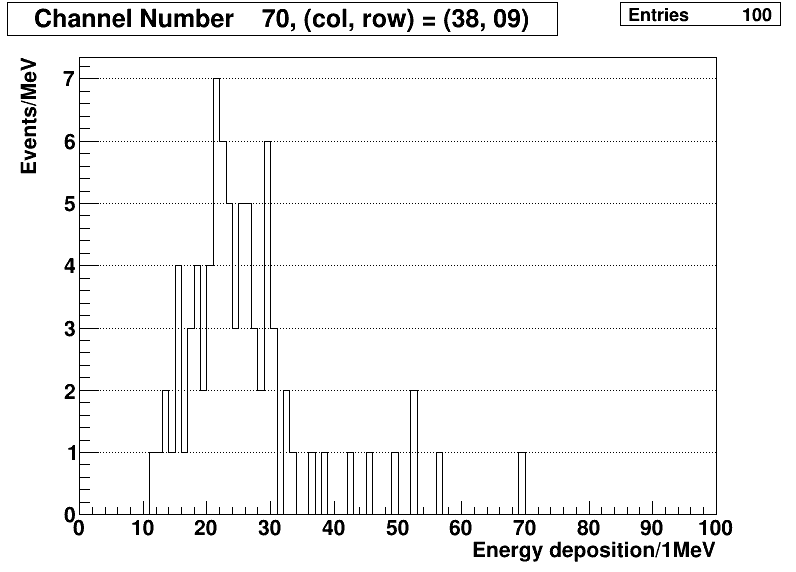 Channel Number 70, (col, row) = (38, 09)
Entries 100
Events/MeV
7
6
5
4
3
2
1
0
0 10 20 30 40 50 60 70 80 90 100
Energy deposition/1MeV